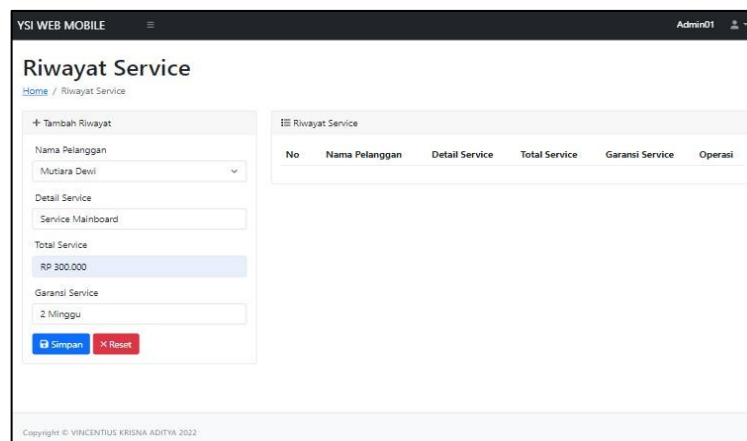 YSI WEB MOBILE
Admin01
Riwayat Service
Home / Riwayat Service
+ Tambah Riwayat
Nama Pelanggan
Mutiara Dewi
Detail Service
Service Mainboard
Total Service
RP 300.000
Garansi Service
2 Minggu
Simpan
× Reset
Riwayat Service
No Nama Pelanggan Detail Service Total Service Garansi Service Operasi
Copyright © VINCENTIUS KRISNA ADITYA 2022